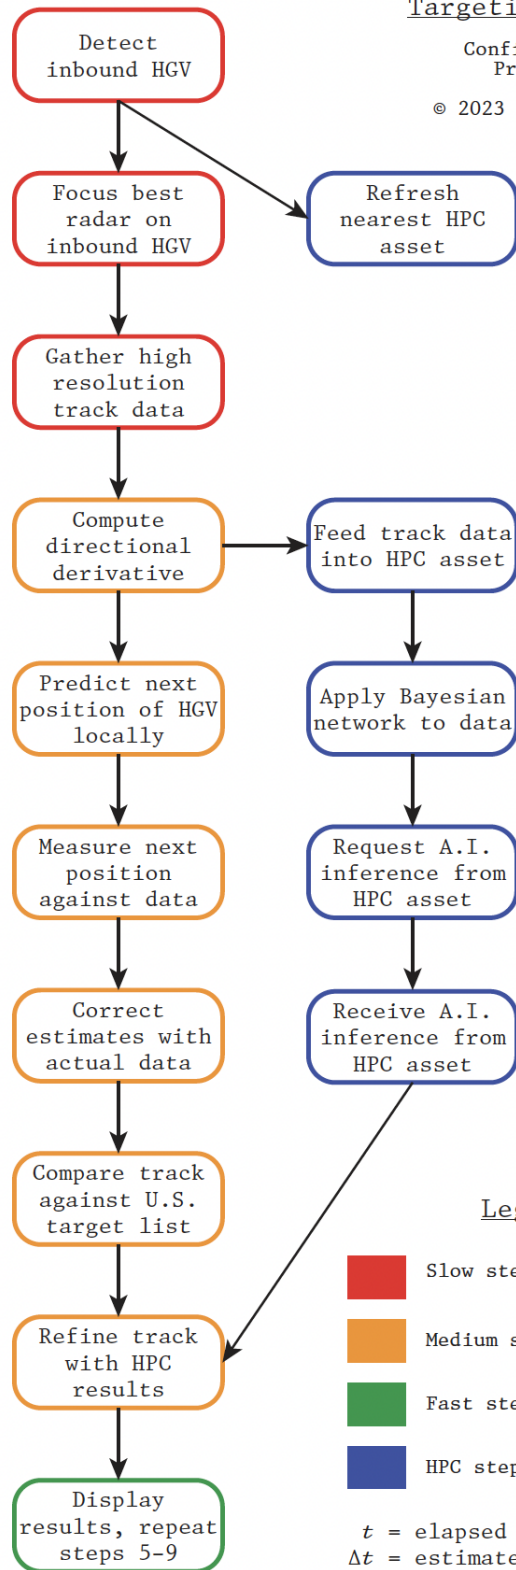 Detect
inbound HGV
Focus best
radar on
inbound HGV
Gather high
resolution
track data
Compute
directional
derivative
Predict next
position of HGV
locally
Measure next
position
against data
Correct
estimates with
actual data
Compare track
against U.S.
target list
Refine track
with HPC
results
Display
results, repeat
steps 5-9
Refresh
nearest HPC
asset
Feed track data
into HPC asset
Apply Bayesian
network to data
Request A.I.
inference from
HPC asset
Receive A.I.
inference from
HPC asset
© 2023
Slow
Medium
Fast
HPC
t = elapsed
Δt =